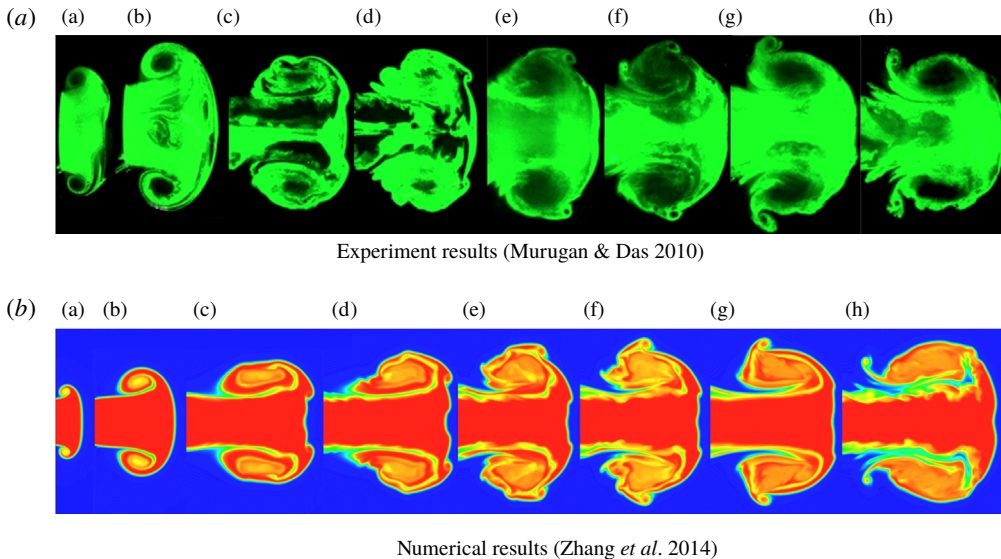 (a) (a) (b) (c) (d) (e) (f) (g) (h)
Experiment results (Murugan & Das 2010)
(b) (a) (b) (c) (d) (e) (f) (g) (h)
Numerical results (Zhang et al. 2014)